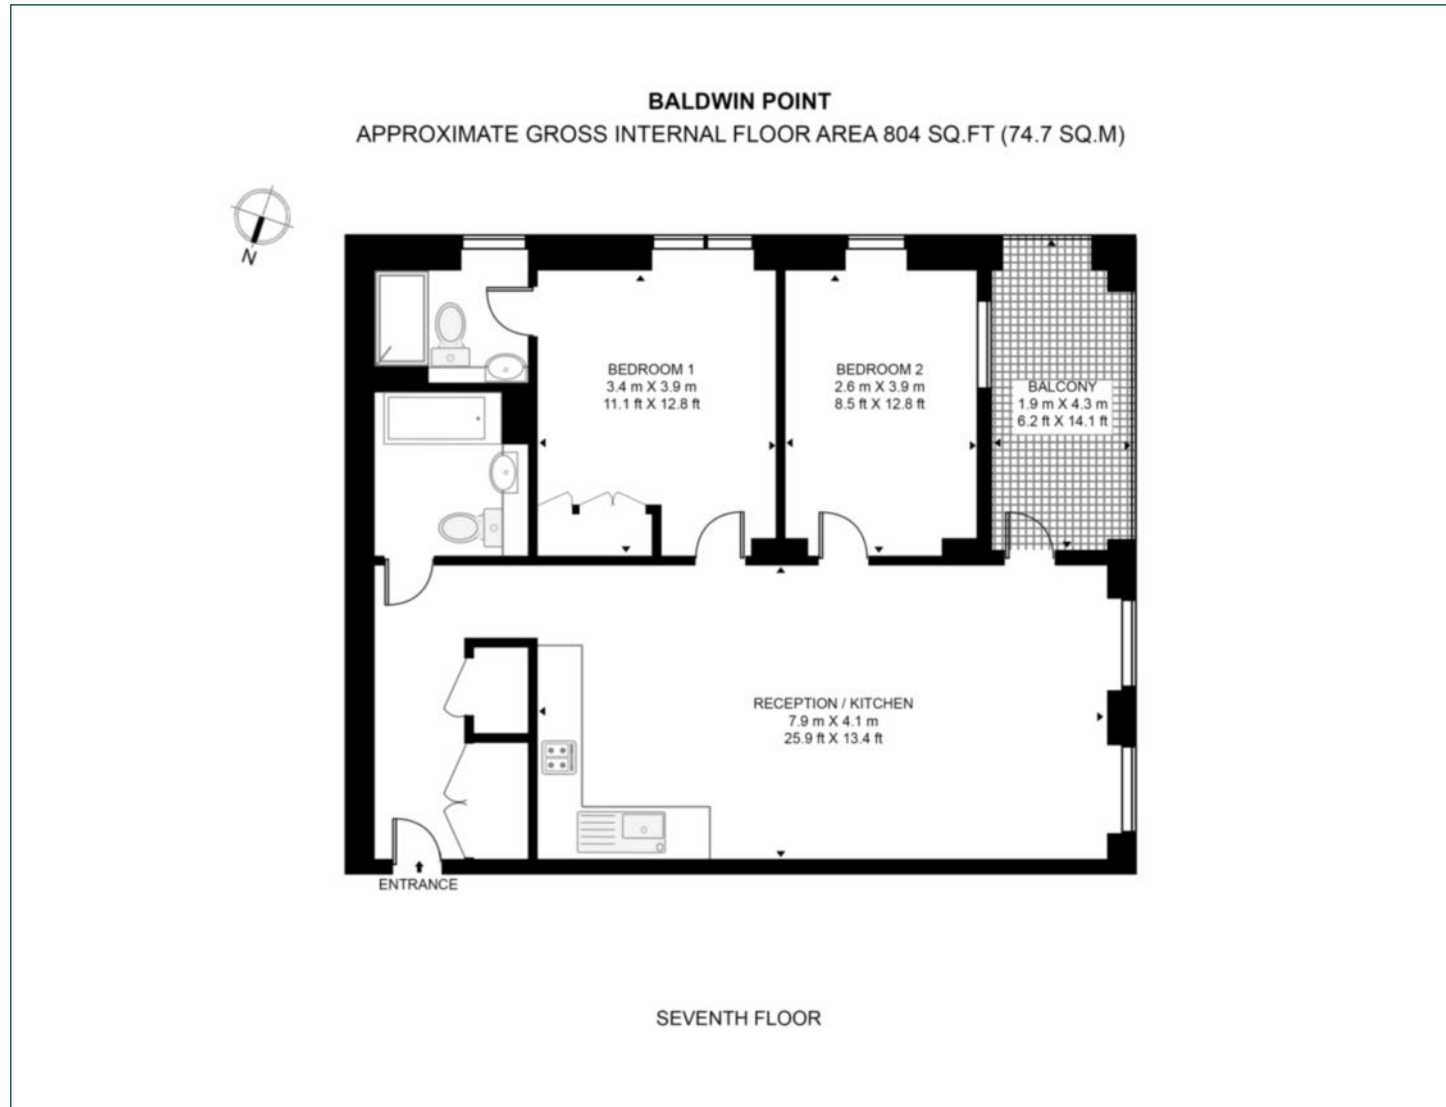 BALDWIN POINT
APPROXIMATE GROSS INTERNAL FLOOR AREA 804 SQ.FT (74.7 SQ.M)
N
BEDROOM 1
3.4 m X 3.9 m
11.1 ft X 12.8 ft
BEDROOM 2
2.6 m X 3.9 m
8.5 ft X 12.8 ft
BALCONY
1.9 m X 4.3 m
6.2 ft X 14.1 ft
RECEPTION / KITCHEN
7.9 m X 4.1 m
25.9 ft X 13.4 ft
ENTRANCE
SEVENTH FLOOR